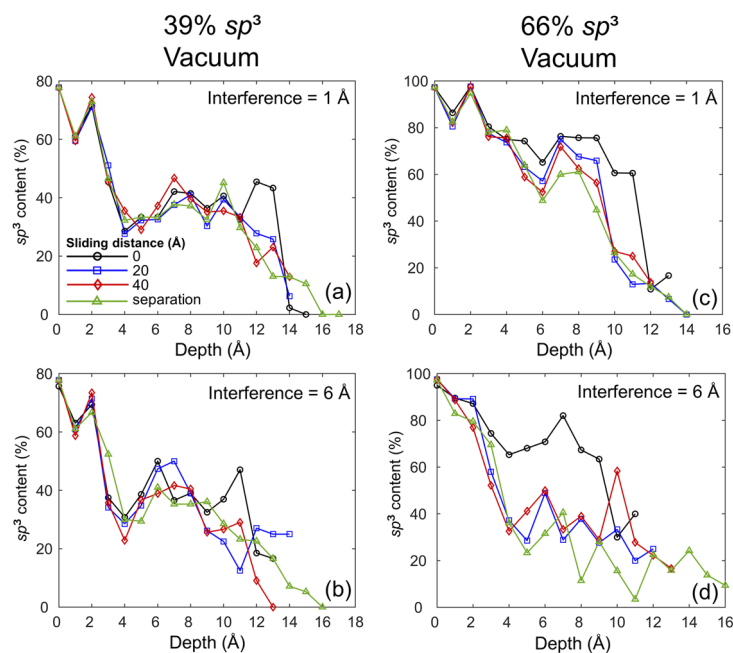 39% sp³
Vacuum
66% sp³
Vacuum
80
60
40
20
0
sp³ content (%)
Interference = 1 Å
Sliding distance (Å)
0
20
40
separation
(a)
0 2 4 6 8 10 12 14 16 18
Depth (Å)
100
80
60
40
20
0
sp³ content (%)
Interference = 1 Å
(c)
0 2 4 6 8 10 12 14 16
Depth (Å)
80
60
40
20
0
sp³ content (%)
Interference = 6 Å
(b)
0 2 4 6 8 10 12 14 16 18
Depth (Å)
100
80
60
40
20
0
sp³ content (%)
Interference = 6 Å
(d)
0 2 4 6 8 10 12 14 16
Depth (Å)